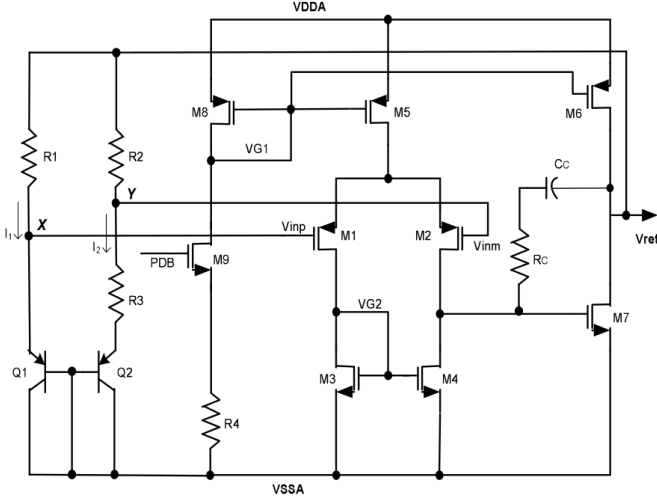 VDDA
M8
M5
M6
R1
R2
VG1
Cc
X
Y
I1
I2
Vinp
M1
M2
Vinm
Rc
Vref
PDB
M9
R3
VG2
M7
Q1
Q2
M3
M4
R4
VSSA